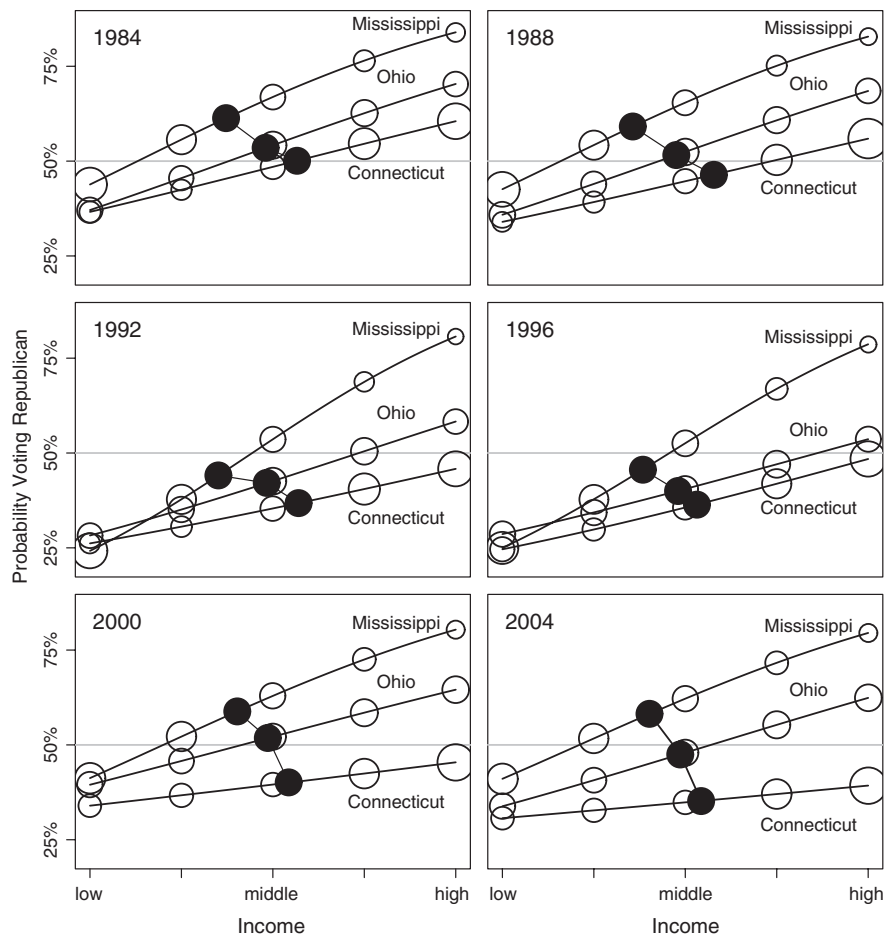 1984
Mississippi
Ohio
Connecticut
75%
50%
25%
1988
Mississippi
Ohio
Connecticut
1992
Mississippi
Ohio
Connecticut
75%
50%
25%
Probability Voting Republican
1996
Mississippi
Ohio
Connecticut
2000
Mississippi
Ohio
Connecticut
75%
50%
25%
low middle high
Income
2004
Mississippi
Ohio
Connecticut
low middle high
Income